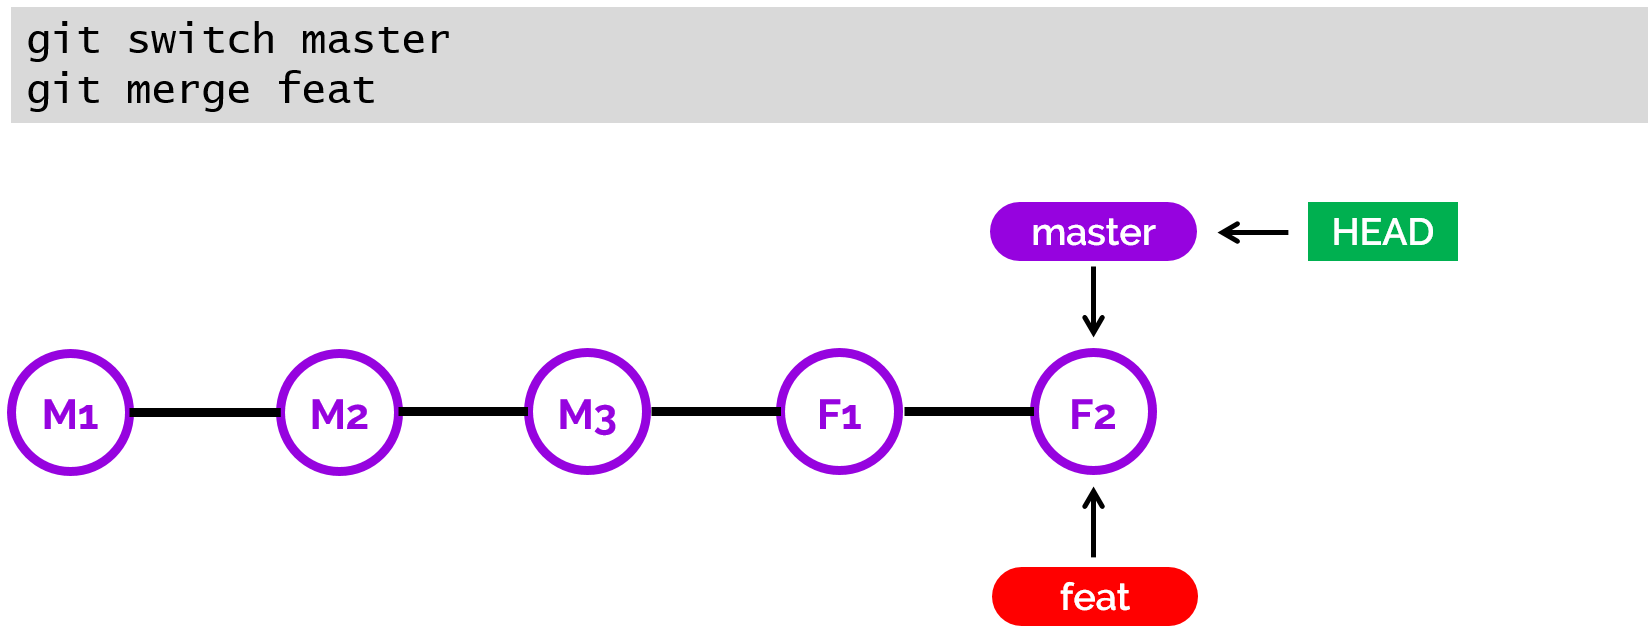 git switch master
git merge feat
master
HEAD
M1
M2
M3
F1
F2
feat